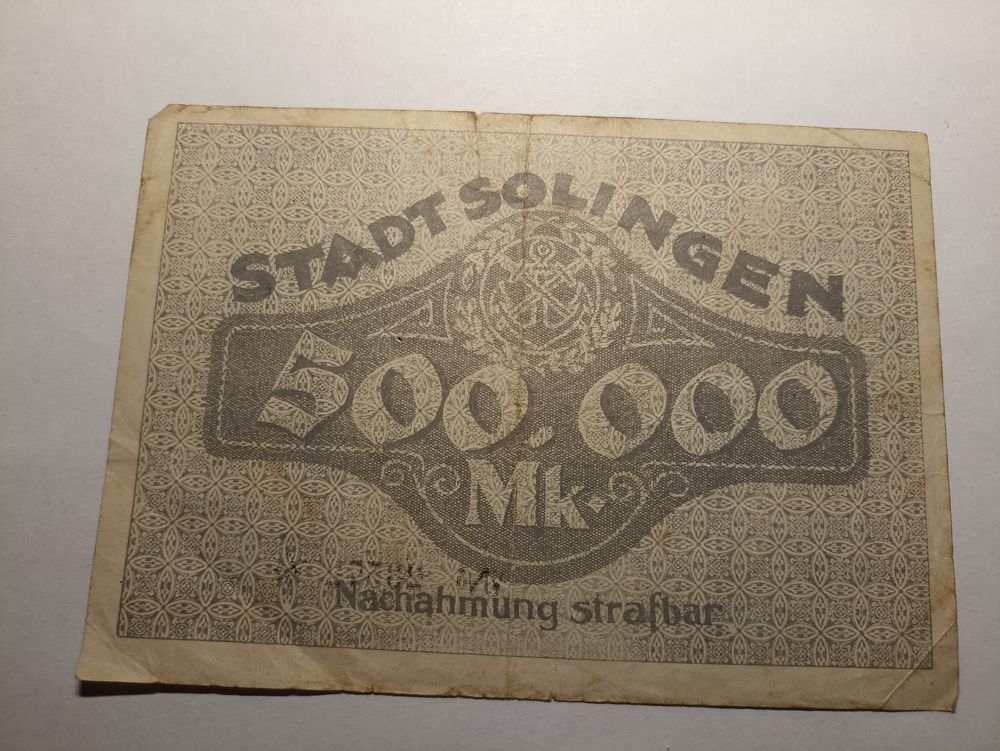 STADT SOLINGEN
500.000
Mk.
Nachahmung strafbar